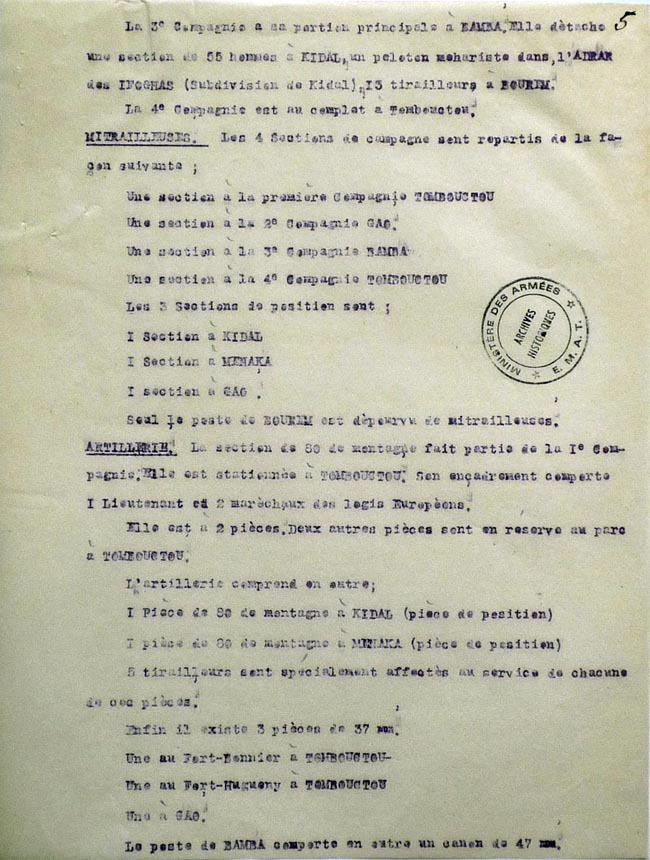 5
La 3° Compagnie a sa portion principale à BAMBA. Elle détache
une section de 55 hommes à KIDAL, un peloton mehariste dans, l'ADRAR
des IFOGHAS (Subdivision de Kidal), I3 tirailleurs à BOUREM.
La 4° Compagnie est au complet à Tombouctou.
MITRAILLEUSES. Les 4 Sections de campagne sont repartis de la fa-
çon suivante ;
Une section à la première Compagnie TOMBOUCTOU
Une section à la 2° Compagnie GAO.
Une section à la 3° Compagnie BAMBA
Une section à la 4° Compagnie TOMBOUCTOU
Les 3 Sections de position sont ;
I Section à KIDAL
I Section à MENAKA
I section à GAO .
Seul le poste de BOUREM est dépourvu de mitrailleuses.
ARTILLERIE. La section de 80 de montagne fait partie de la I° Com-
pagnie. Elle est stationnée à TOMBOUCTOU. Son encadrement comporte
I Lieutenant 2 maréchaux des logis Européens.
Elle est à 2 pièces. Deux autres pièces sont en reserve au parc
à TOMBOUCTOU.
L'artillerie comprend en outre;
I Pièce de 80 de montagne à KIDAL (pièce de position)
I pièce de 80 de montagne à MENAKA (pièce de position)
5 tirailleurs sont spécialement affectés au service de chacune
de ces pièces.
Enfin il existe 3 pièces de 37 mm.
Une au Fort-Bonnier à TOMBOUCTOU-
Une au Fort-Hugueny à TOMBOUCTOU
Une à GAO.
Le poste de BAMBA comporte en outre un canon de 47 mm.
MINISTÈRE DES ARMÉES
E.M.A.T.
ARCHIVES
HISTORIQUES